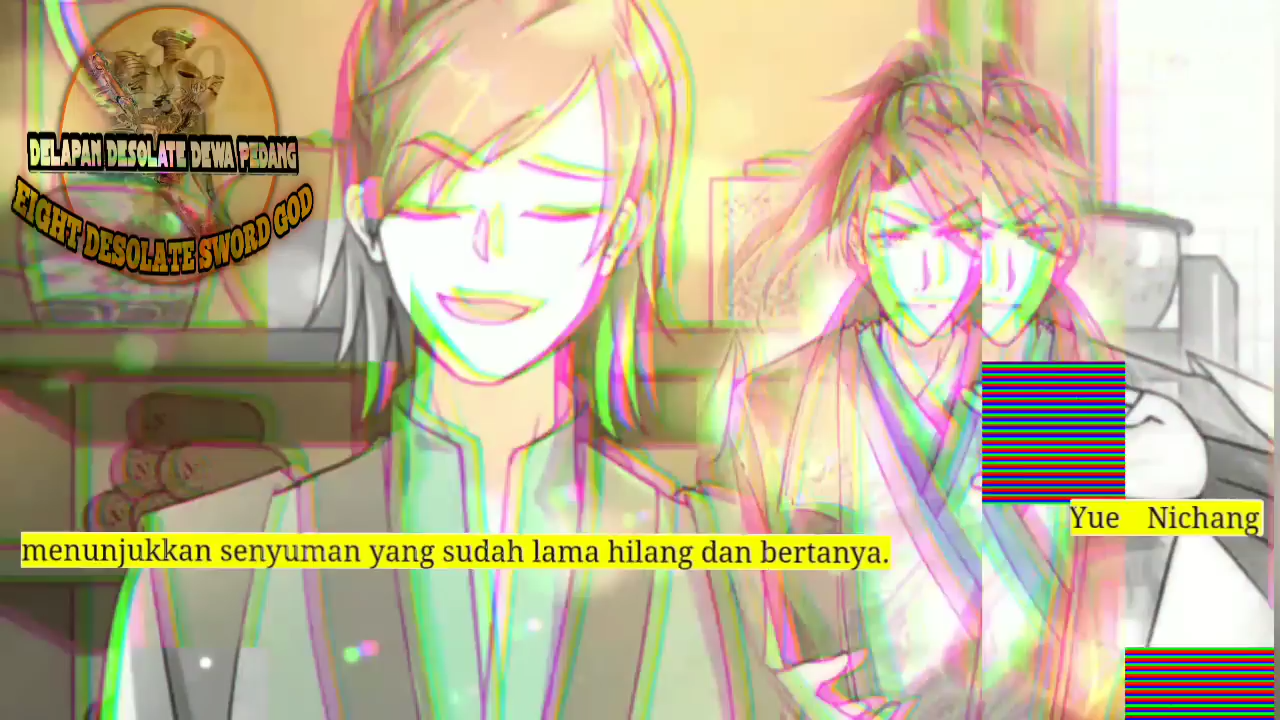 DELAPAN DESOLATE DEWA PEDANG
EIGHT DESOLATE SWORD GOD
Yue Nichang
menunjukkan senyuman yang sudah lama hilang dan bertanya.